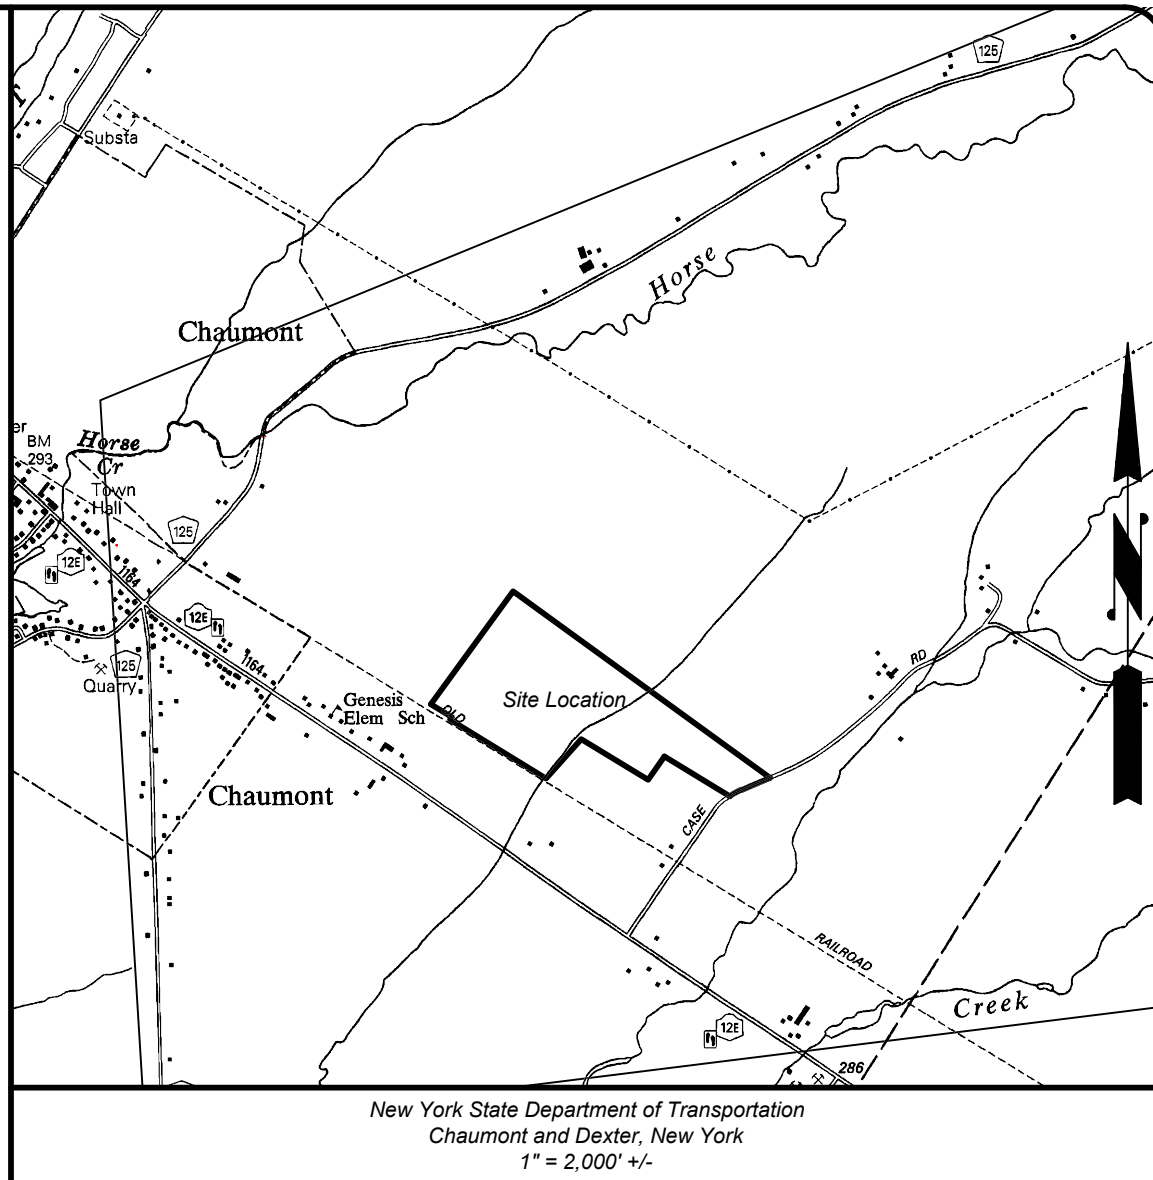 125
Substa
Horse
Chaumont
er
BM
293
Horse
Cr
Town
Hall
125
12E
1164
12E
1164
125
Quarry
Genesis
Elem Sch
OLD
Site Location
RD
N
Chaumont
CASE
RAILROAD
Creek
12E
286
New York State Department of Transportation
Chaumont and Dexter, New York
1" = 2,000' +/-